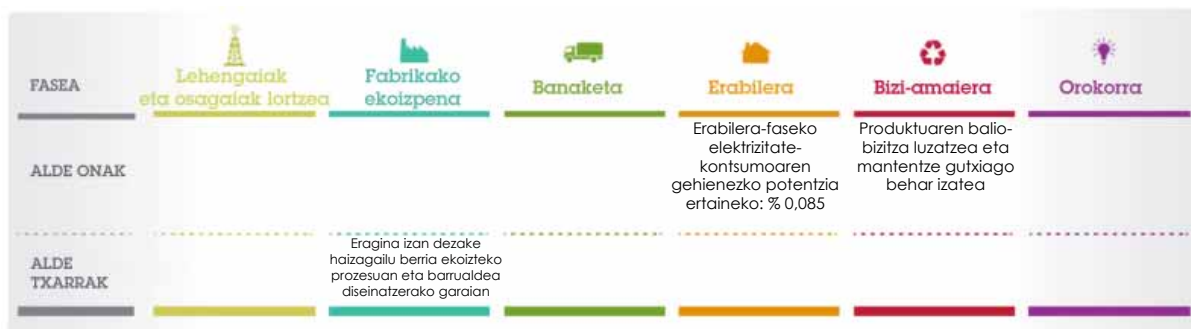 FASEA
Lehengaiak
eta osagaiak lortzea
Fabrikako
ekoizpena
Banaketa
Erabilera
Bizi-amaiera
Orokorra
ALDE ONAK
Erabilera-faseko
elektrizitate-
kontsumoaren
gehienezko potentzia
ertaineko: % 0,085
Produktuaren balio-
bizitza luzatzea eta
mantentze gutxiago
behar izatea
ALDE
TXARRAK
Eragina izan dezake
haizagailu berria ekoizteko
prozesuan eta barrualdea
diseinatzerako garaian